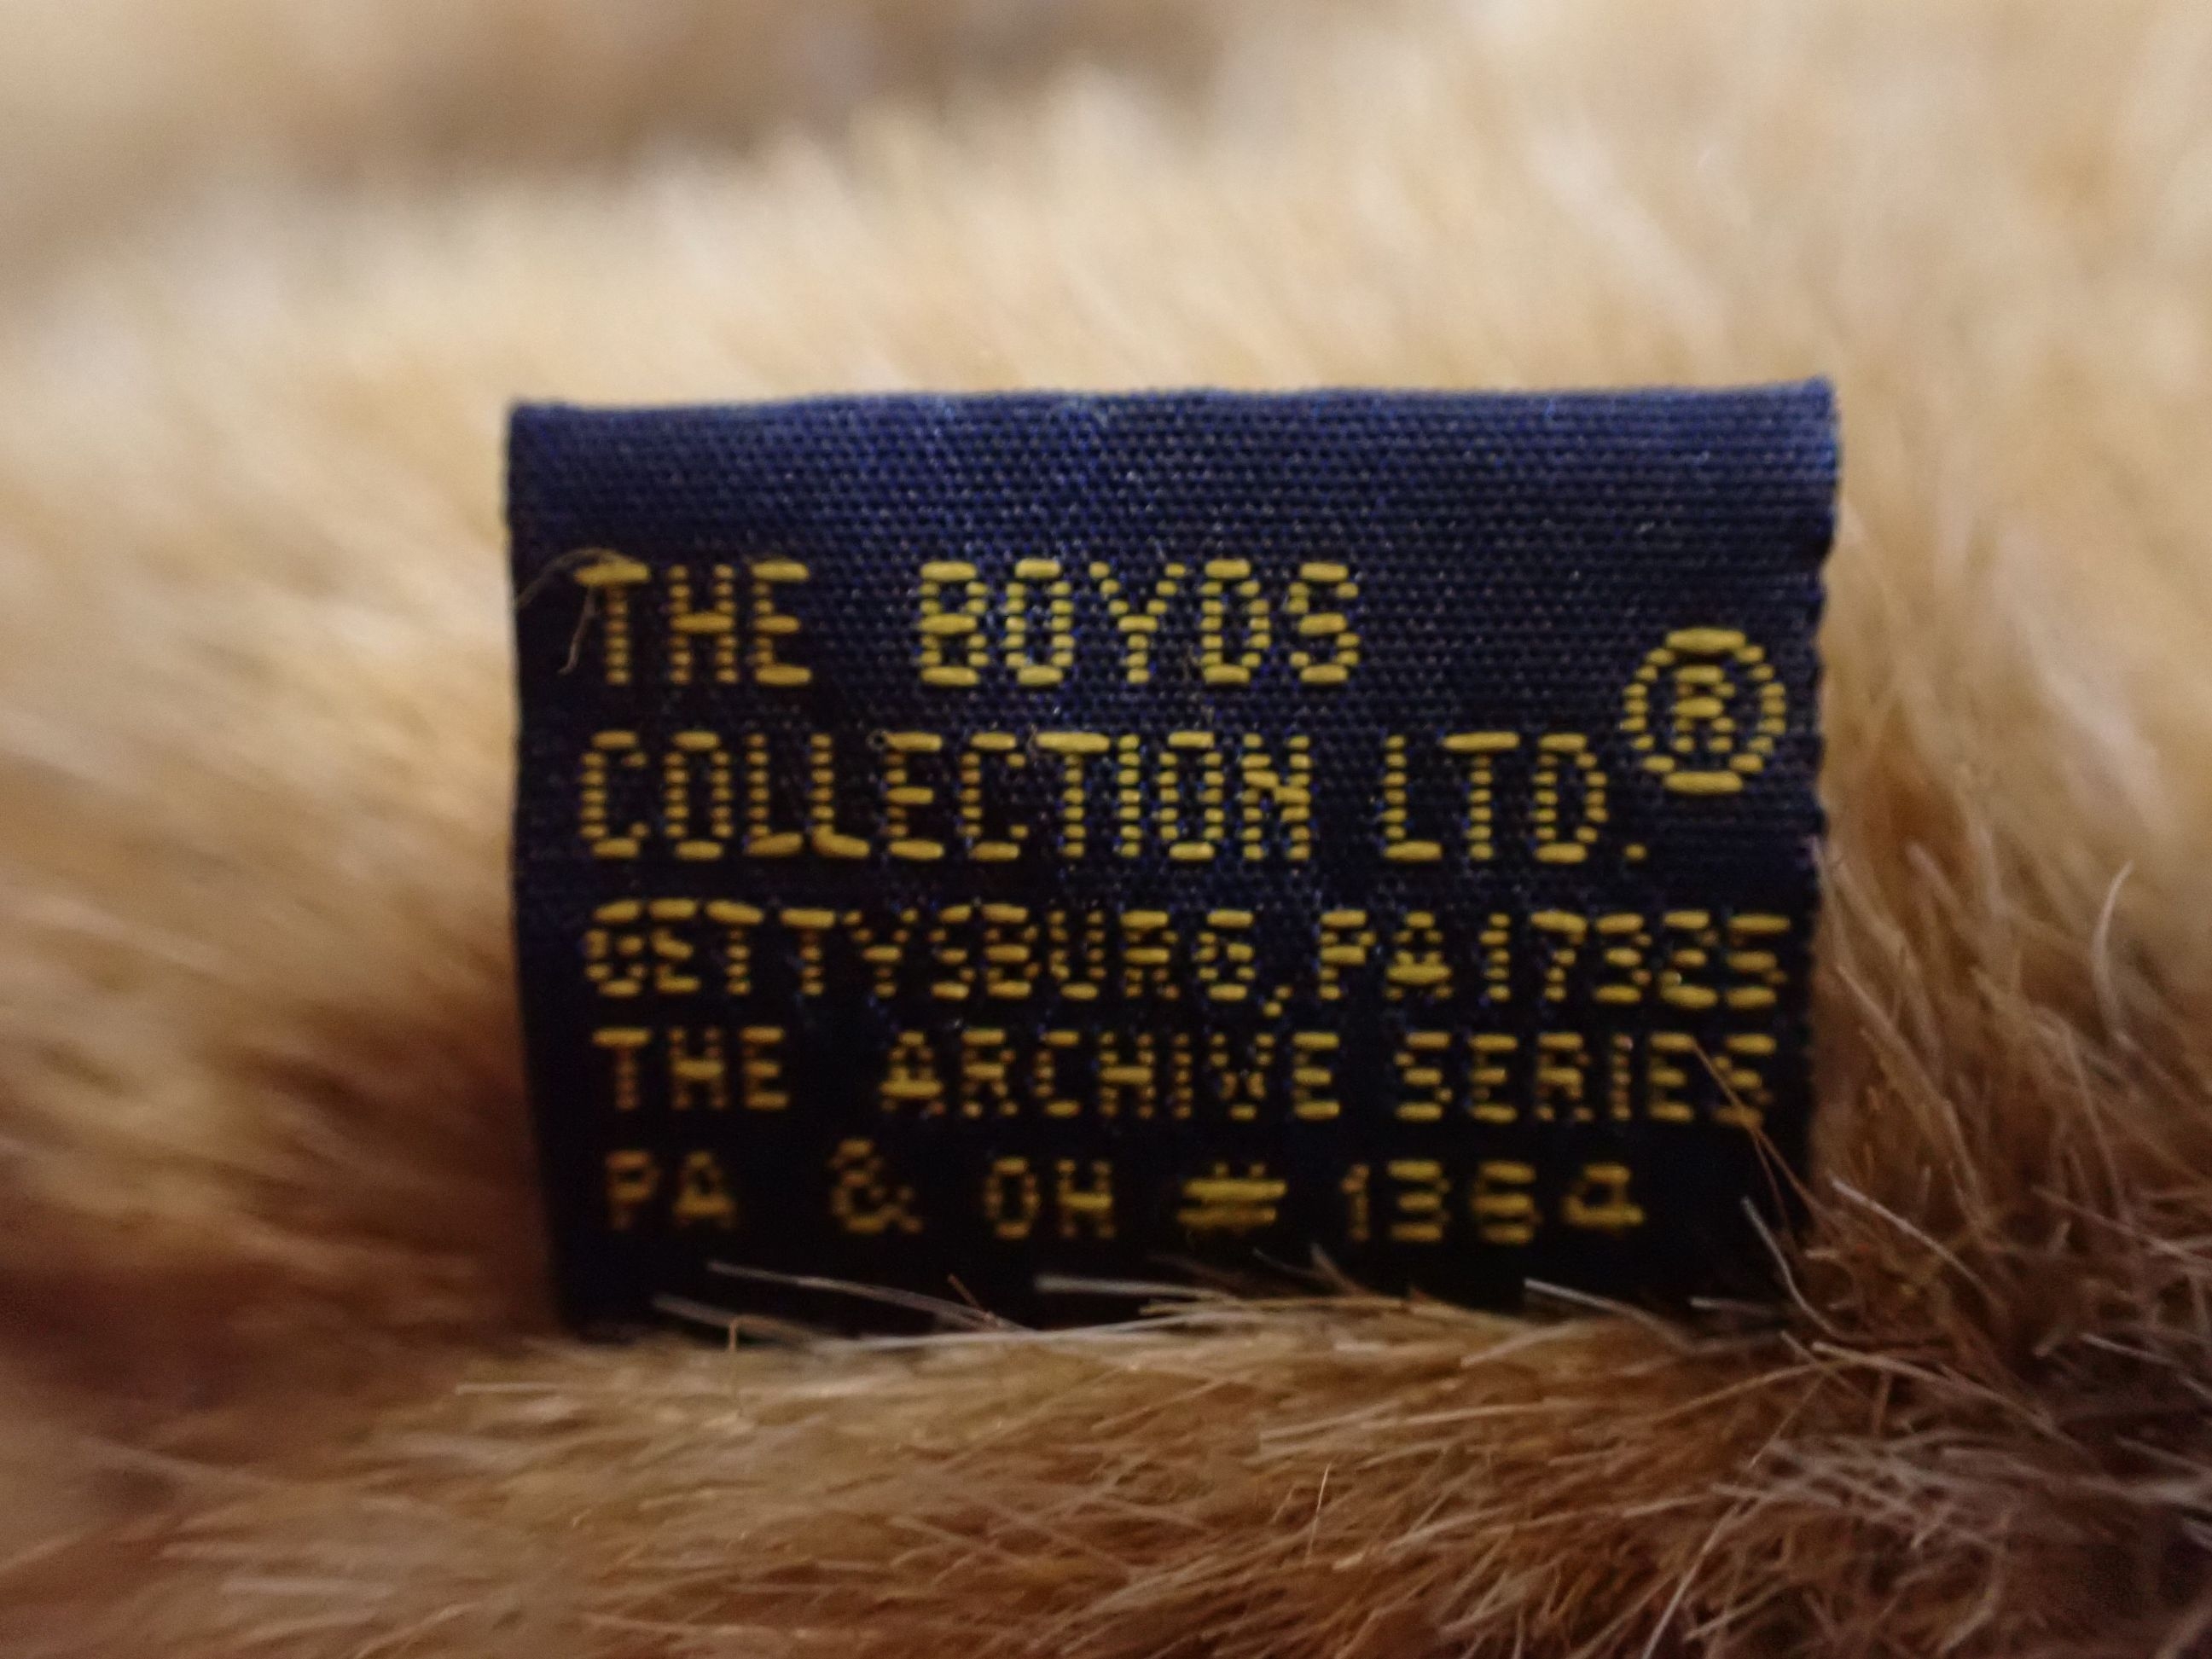 THE BOYDS
COLLECTION LTD.®
GETTYSBURG, PA 17325
THE ARCHIVE SERIES
PA & OH # 1364